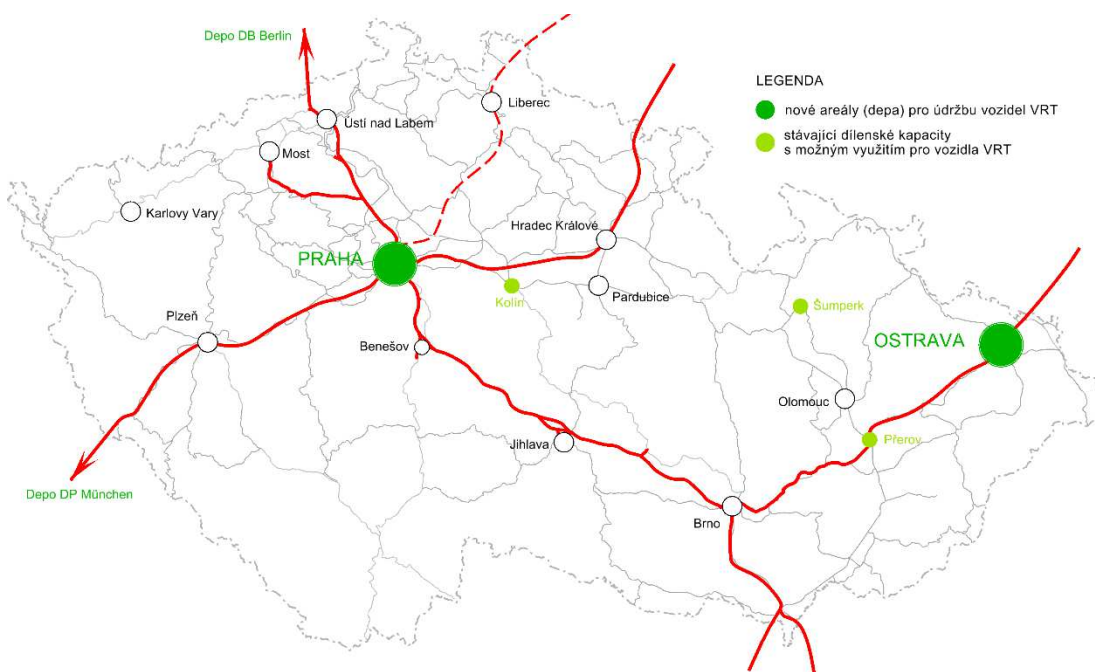 Depo DB Berlin
LEGENDA
nové areály (depa) pro údržbu vozidel VRT
stávající dílenské kapacity
s možným využitím pro vozidla VRT
Liberec
Ústí nad Labem
Most
Karlovy Vary
Hradec Králové
PRAHA
Pardubice
Kolín
Šumperk
Plzeň
OSTRAVA
Benešov
Olomouc
Jihlava
Přerov
Depo DP München
Brno